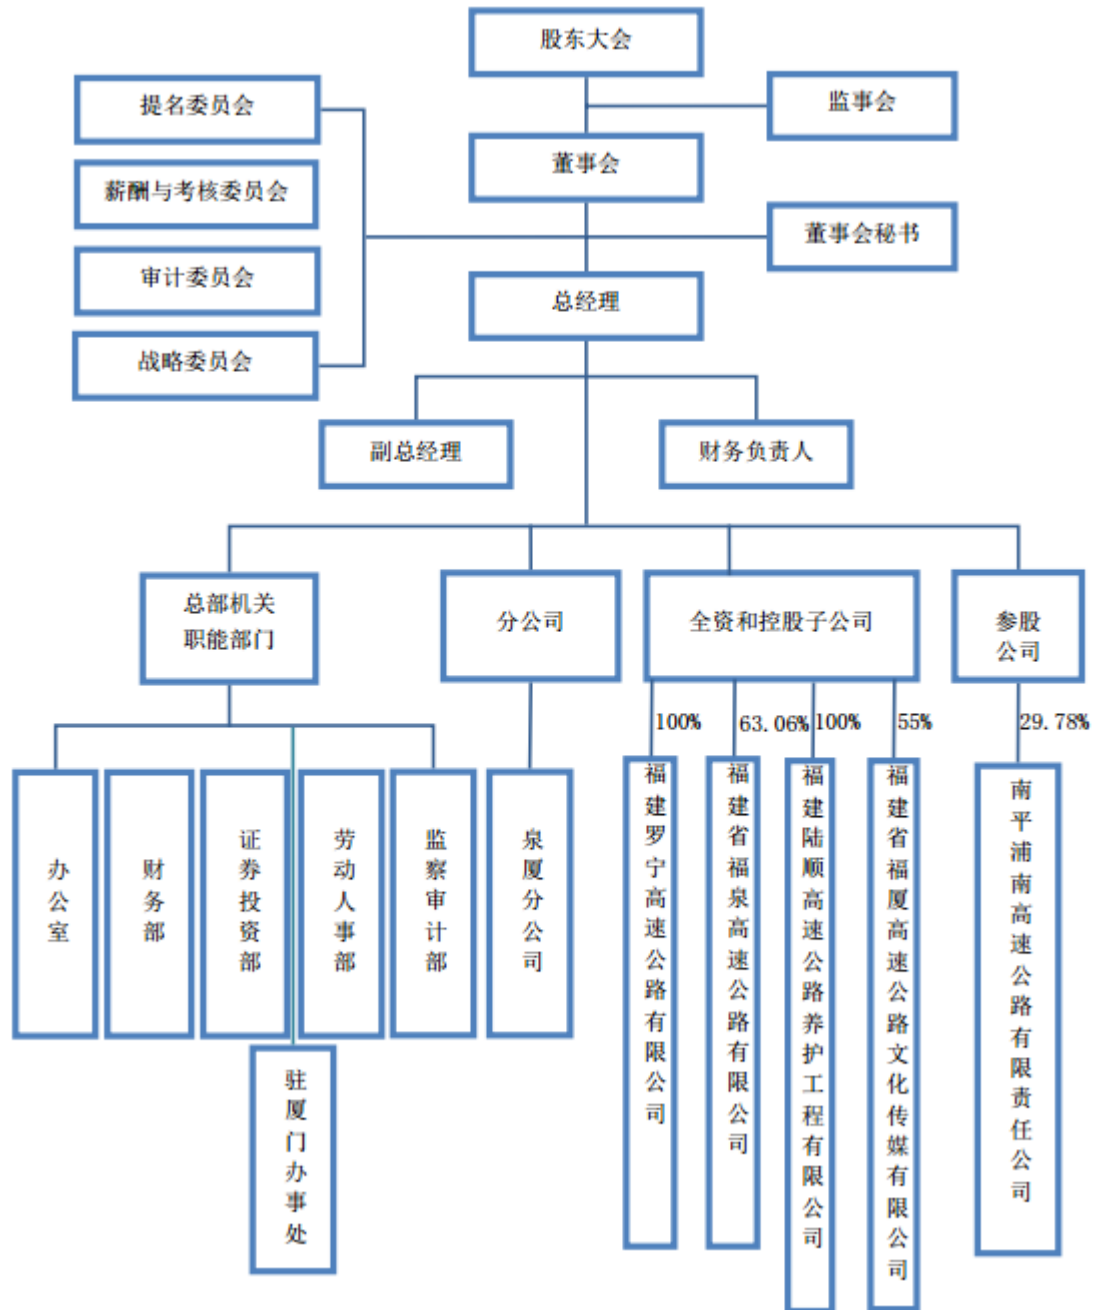 股东大会
提名委员会
监事会
董事会
薪酬与考核委员会
董事会秘书
审计委员会
总经理
战略委员会
副总经理
财务负责人
总部机关
职能部门
分公司
全资和控股子公司
参股
公司
100%
63.06%
100%
55%
29.78%
办公室
财务部
证券投资部
劳动人事部
监察审计部
泉厦分公司
福建罗宁高速公路有限公司
福建省福泉高速公路有限公司
福建陆顺高速公路养护工程有限公司
福建省福厦高速公路文化传媒有限公司
南平浦南高速公路有限责任公司
驻厦门办事处